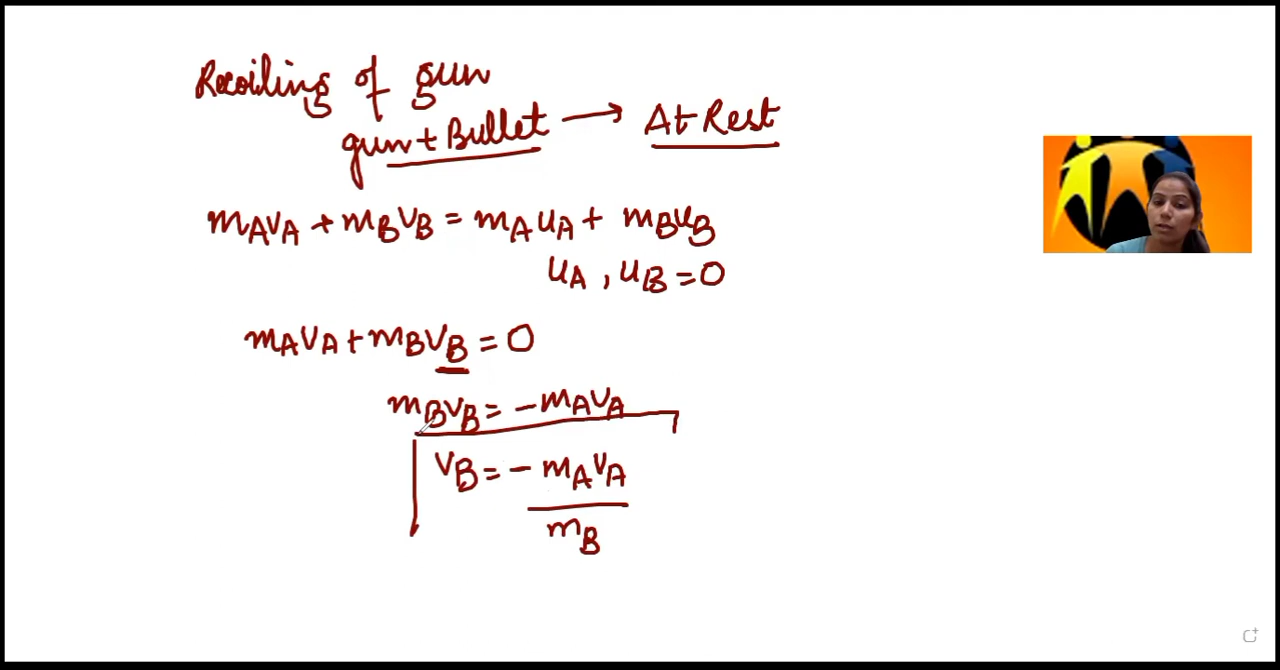 Recoiling of gun
gun + Bullet → At Rest
mAvA + mBvB = mAuA + mBuB
uA , uB = 0
mAvA + mBvB = 0
mBvB = - mAvA
vB = - mAvA
mB